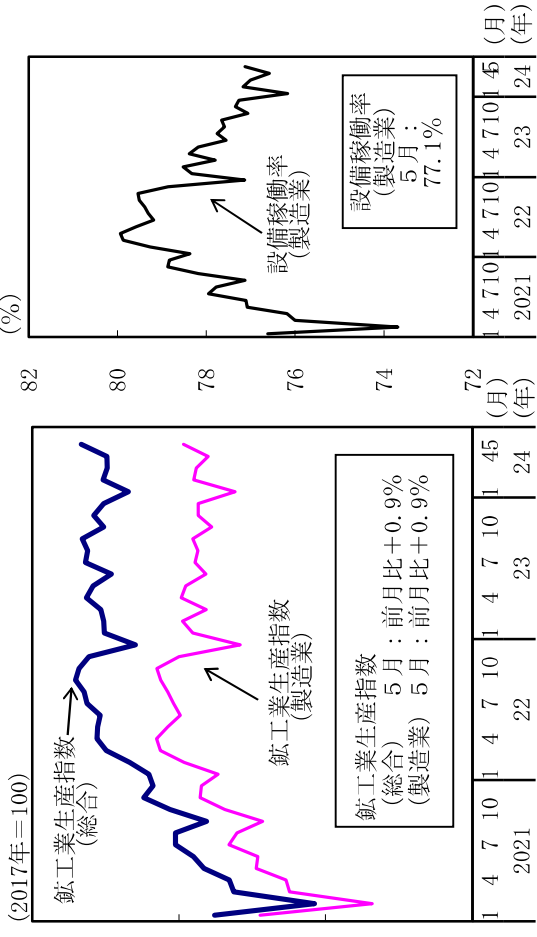 (2017年＝100)
鉱工業生産指数
(総合)
鉱工業生産指数
(製造業)
鉱工業生産指数
(総合)　５月：前月比＋0.9%
(製造業)　５月：前月比＋0.9%
1 4 7 10 1 4 7 10 1 4 7 10 1 45 (月)
2021 22 23 24 (年)
(%)
82
80
78
76
74
72
設備稼働率
(製造業)
設備稼働率
(製造業)
５月：
77.1%
1 4 7 10 1 4 7 10 1 4 7 10 1 45 (月)
2021 22 23 24 (年)